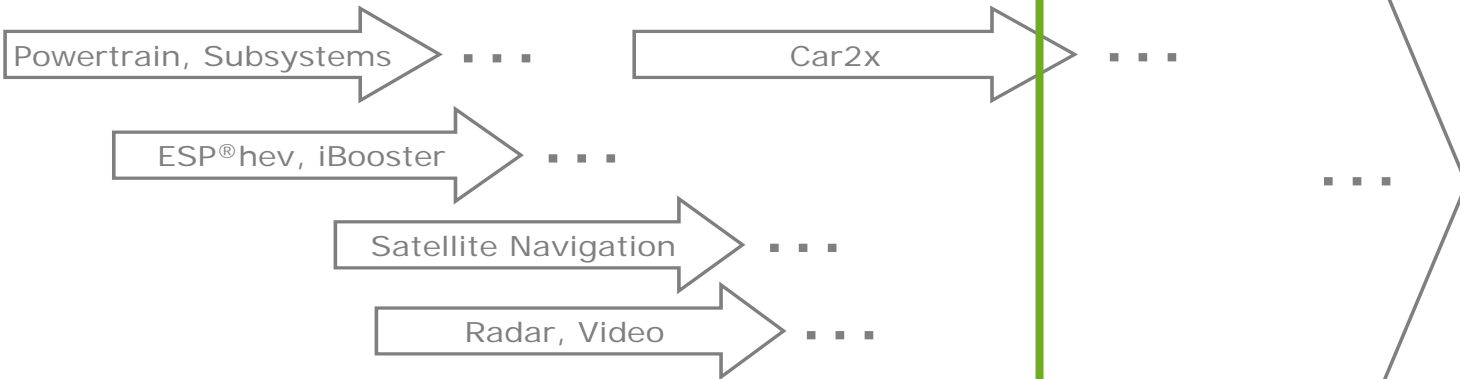 Powertrain, Subsystems ... Car2x ...
ESP®hev, iBooster ...
...
Satellite Navigation ...
Radar, Video ...